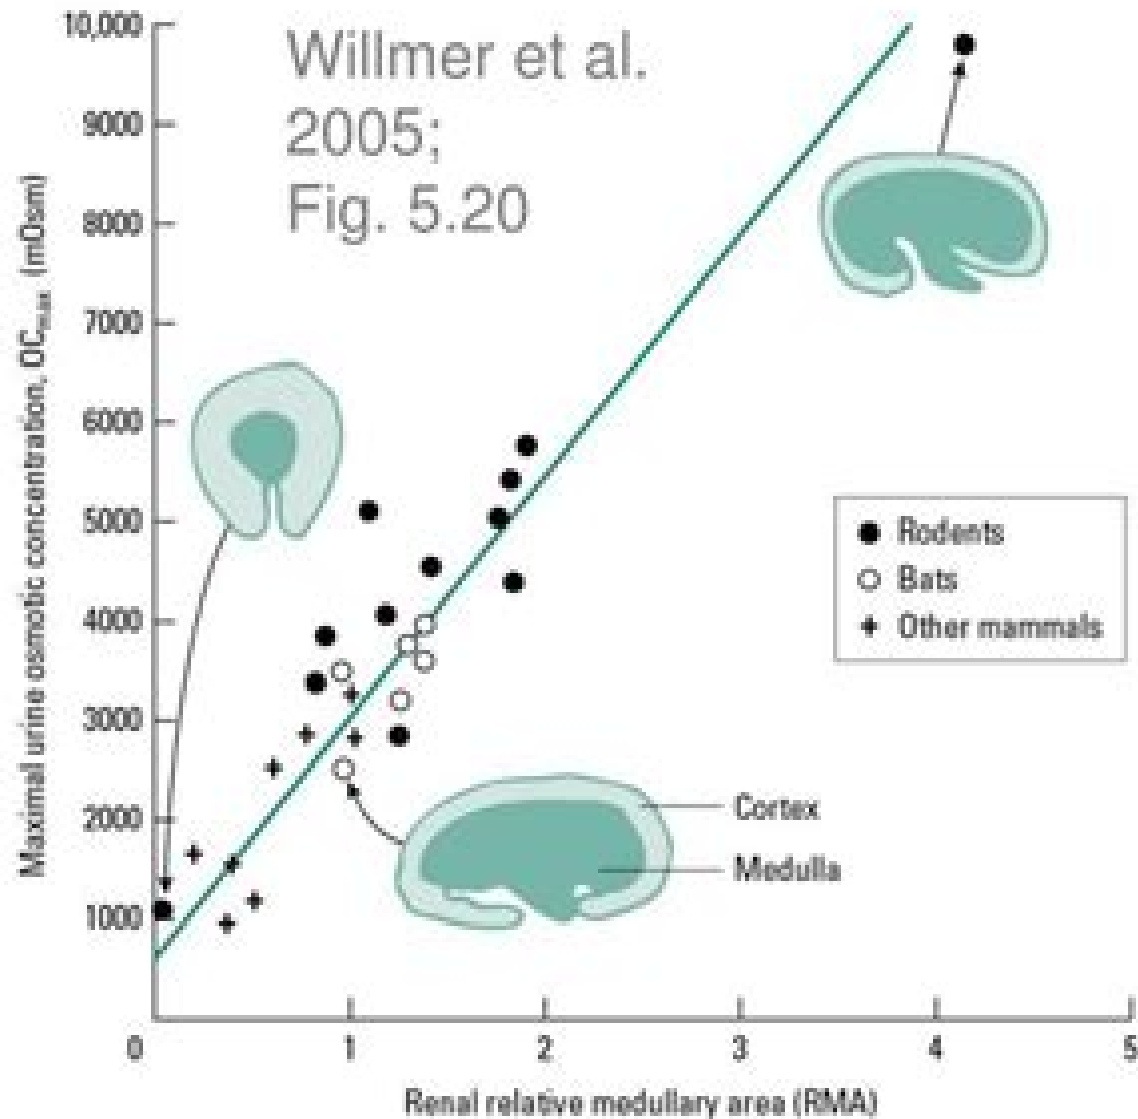 Willmer et al.
2005;
Fig. 5.20
Maximal urine osmotic concentration, OCmax (mOsm)
10,000
9000
8000
7000
6000
5000
4000
3000
2000
1000
Rodents
Bats
Other mammals
Cortex
Medulla
0 1 2 3 4 5
Renal relative medullary area (RMA)